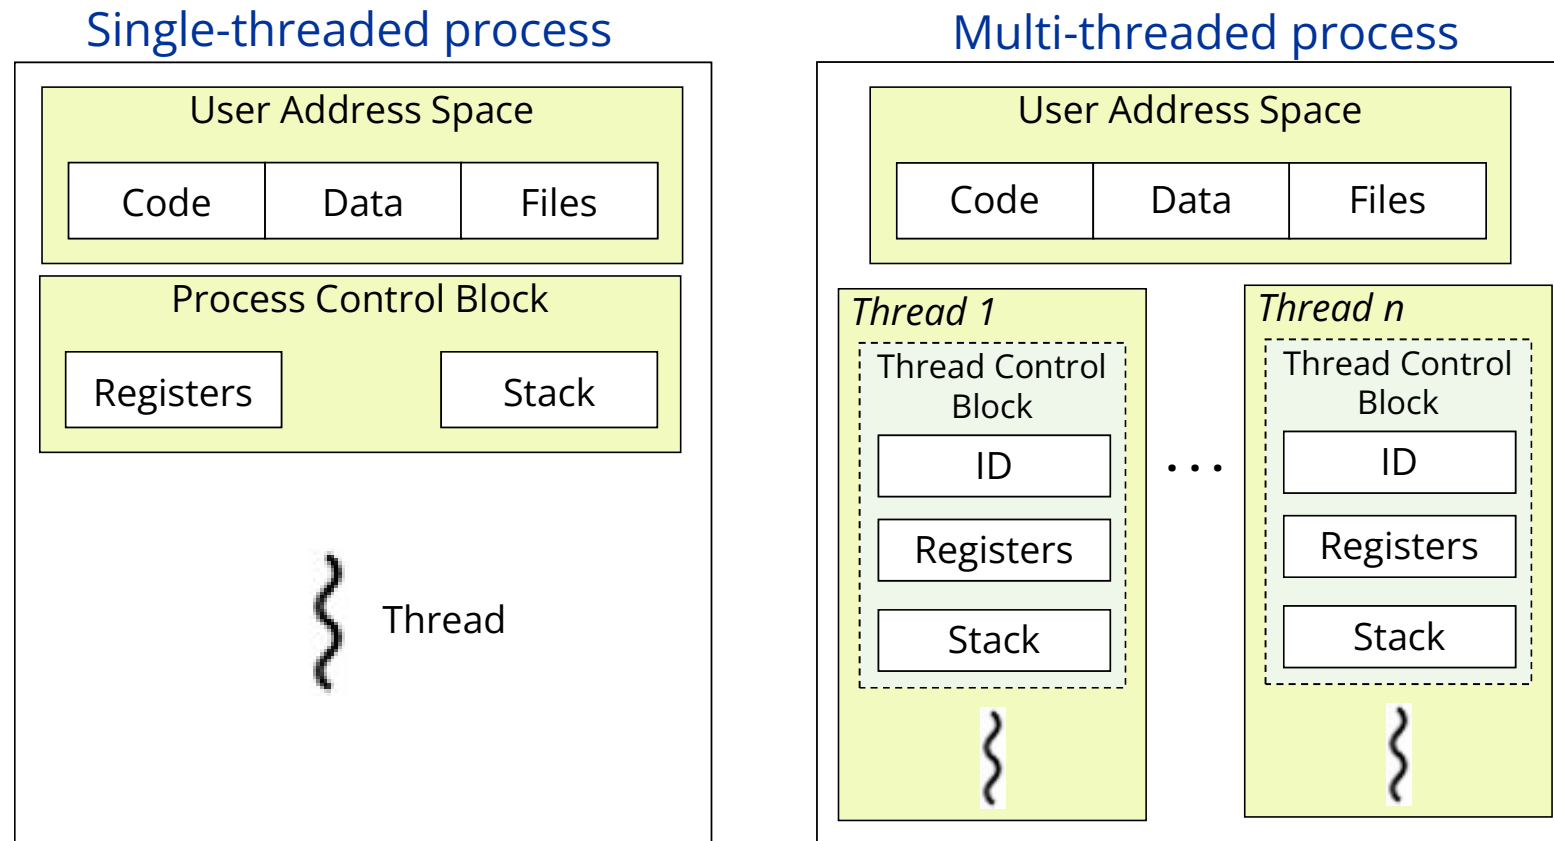 Single-threaded process
User Address Space
Code
Data
Files
Process Control Block
Registers
Stack
Thread
Multi-threaded process
User Address Space
Code
Data
Files
Thread 1
Thread Control
Block
ID
Registers
Stack
...
Thread n
Thread Control
Block
ID
Registers
Stack